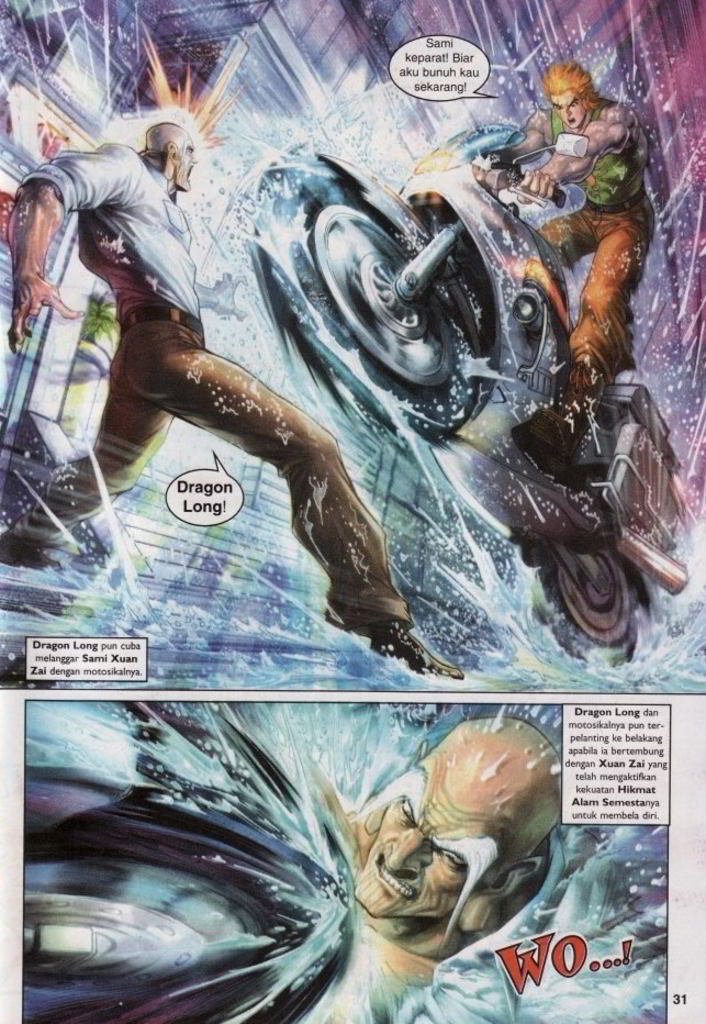 Sami
keparat! Biar
aku bunuh kau
sekarang!
Dragon
Long!
Dragon Long pun cuba
melanggar Sami Xuan
Zai dengan motosikalnya.
Dragon Long dan
motosikalnya pun ter-
pelanting ke belakang
apabila ia bertembung
dengan Xuan Zai yang
telah mengaktifkan
kekuatan Hikmat
Alam Semestanya
untuk membela diri.
WO...!
31